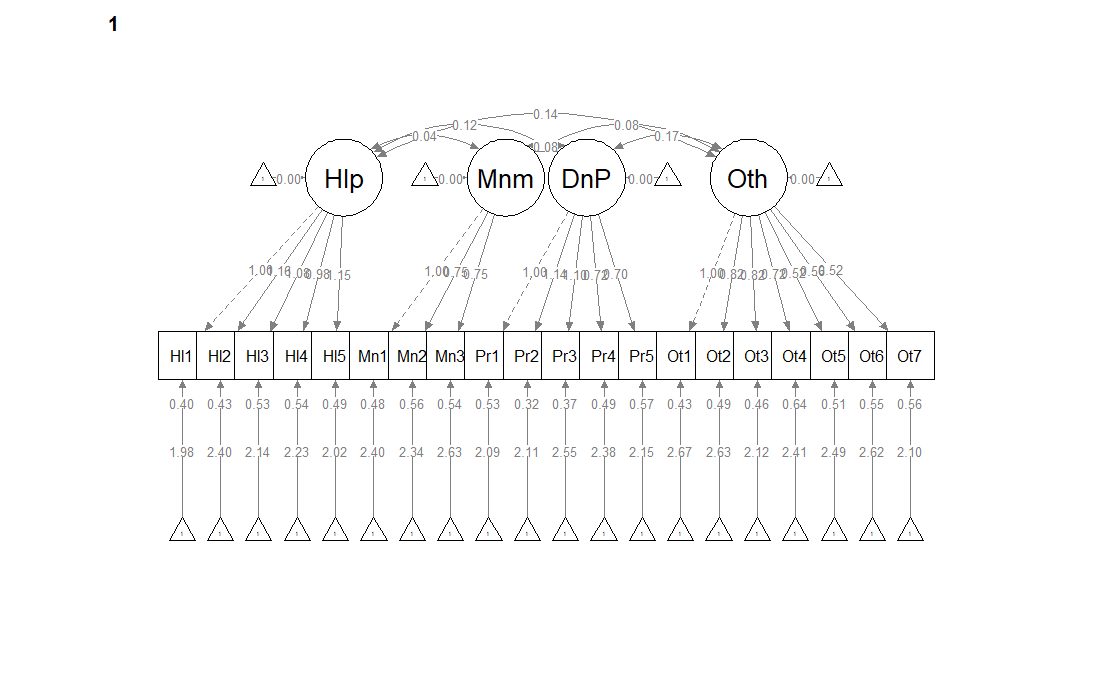 1
0.14
0.12 0.08
0.04 0.17
0.08
0.00 Hlp 0.00 Mnm DnP 0.00 Oth 0.00
1.00 1.16 1.08 0.98 1.15 1.00 0.75 0.75 1.00 1.14 1.10 0.72 0.70 1.00 0.82 0.82 0.72 0.52 0.56 0.52
Hl1 Hl2 Hl3 Hl4 Hl5 Mn1 Mn2 Mn3 Pr1 Pr2 Pr3 Pr4 Pr5 Ot1 Ot2 Ot3 Ot4 Ot5 Ot6 Ot7
0.40 0.43 0.53 0.54 0.49 0.48 0.56 0.54 0.53 0.32 0.37 0.49 0.57 0.43 0.49 0.46 0.64 0.51 0.55 0.56
1.98 2.40 2.14 2.23 2.02 2.40 2.34 2.63 2.09 2.11 2.55 2.38 2.15 2.67 2.63 2.12 2.41 2.49 2.62 2.10